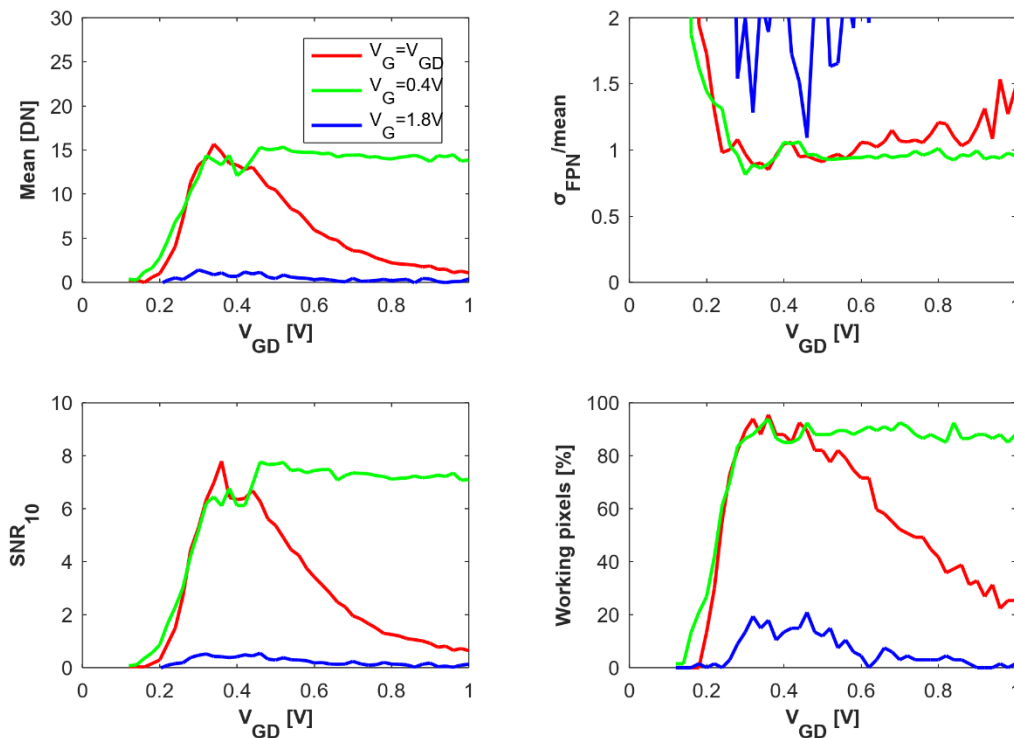 30
25
20
15
10
5
0
Mean [DN]
V_G=V_GD
V_G=0.4V
V_G=1.8V
0 0.2 0.4 0.6 0.8 1
V_GD [V]
2
1.5
1
0.5
0
σ_FPN/mean
0 0.2 0.4 0.6 0.8 1
V_GD [V]
10
8
6
4
2
0
SNR_10
0 0.2 0.4 0.6 0.8 1
V_GD [V]
100
80
60
40
20
0
Working pixels [%]
0 0.2 0.4 0.6 0.8 1
V_GD [V]